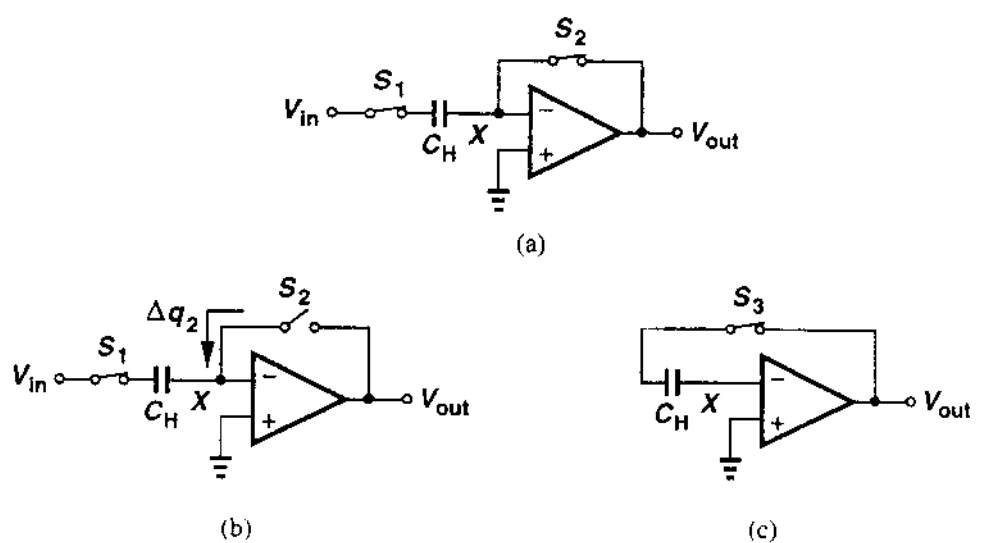 S2
S1
Vin
CH
X
−
+
Vout
(a)
Δq2
S2
S1
Vin
CH
X
−
+
Vout
(b)
S3
CH
X
−
+
Vout
(c)